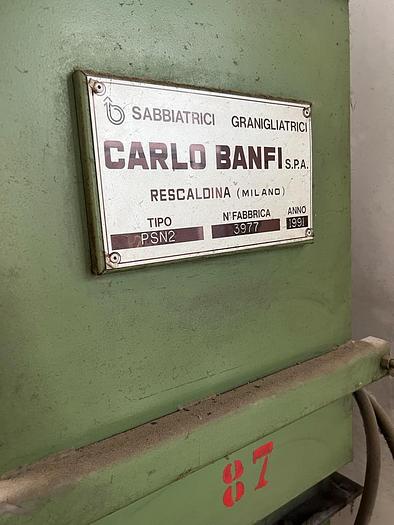 SABBIATRICI GRANIGLIATRICI
CARLO BANFI S.P.A.
RESCALDINA (MILANO)
TIPO N° FABBRICA ANNO
PSN2 3977 1991
87